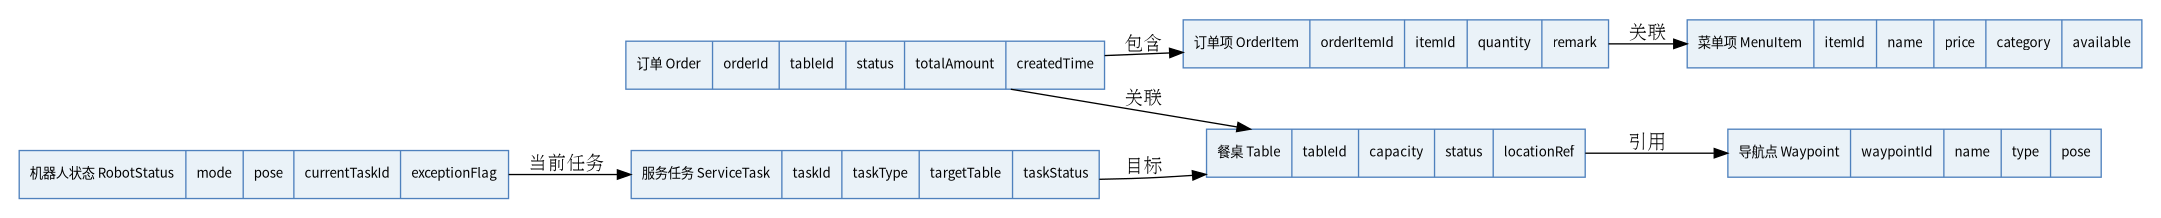 订单 Order orderId tableId status totalAmount createdTime
包含
订单项 OrderItem orderItemId itemId quantity remark
关联
菜单项 MenuItem itemId name price category available
关联
机器人状态 RobotStatus mode pose currentTaskId exceptionFlag
当前任务
服务任务 ServiceTask taskId taskType targetTable taskStatus
目标
餐桌 Table tableId capacity status locationRef
引用
导航点 Waypoint waypointId name type pose